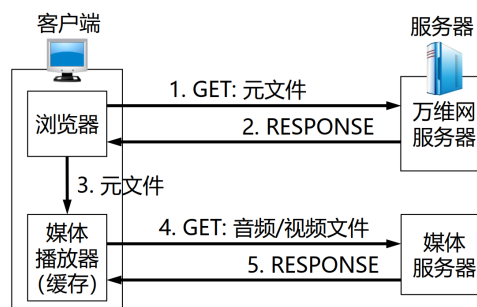 客户端
服务器
1. GET: 元文件
浏览器
2. RESPONSE
万维网
服务器
3. 元文件
媒体
播放器
（缓存）
4. GET: 音频/视频文件
5. RESPONSE
媒体
服务器